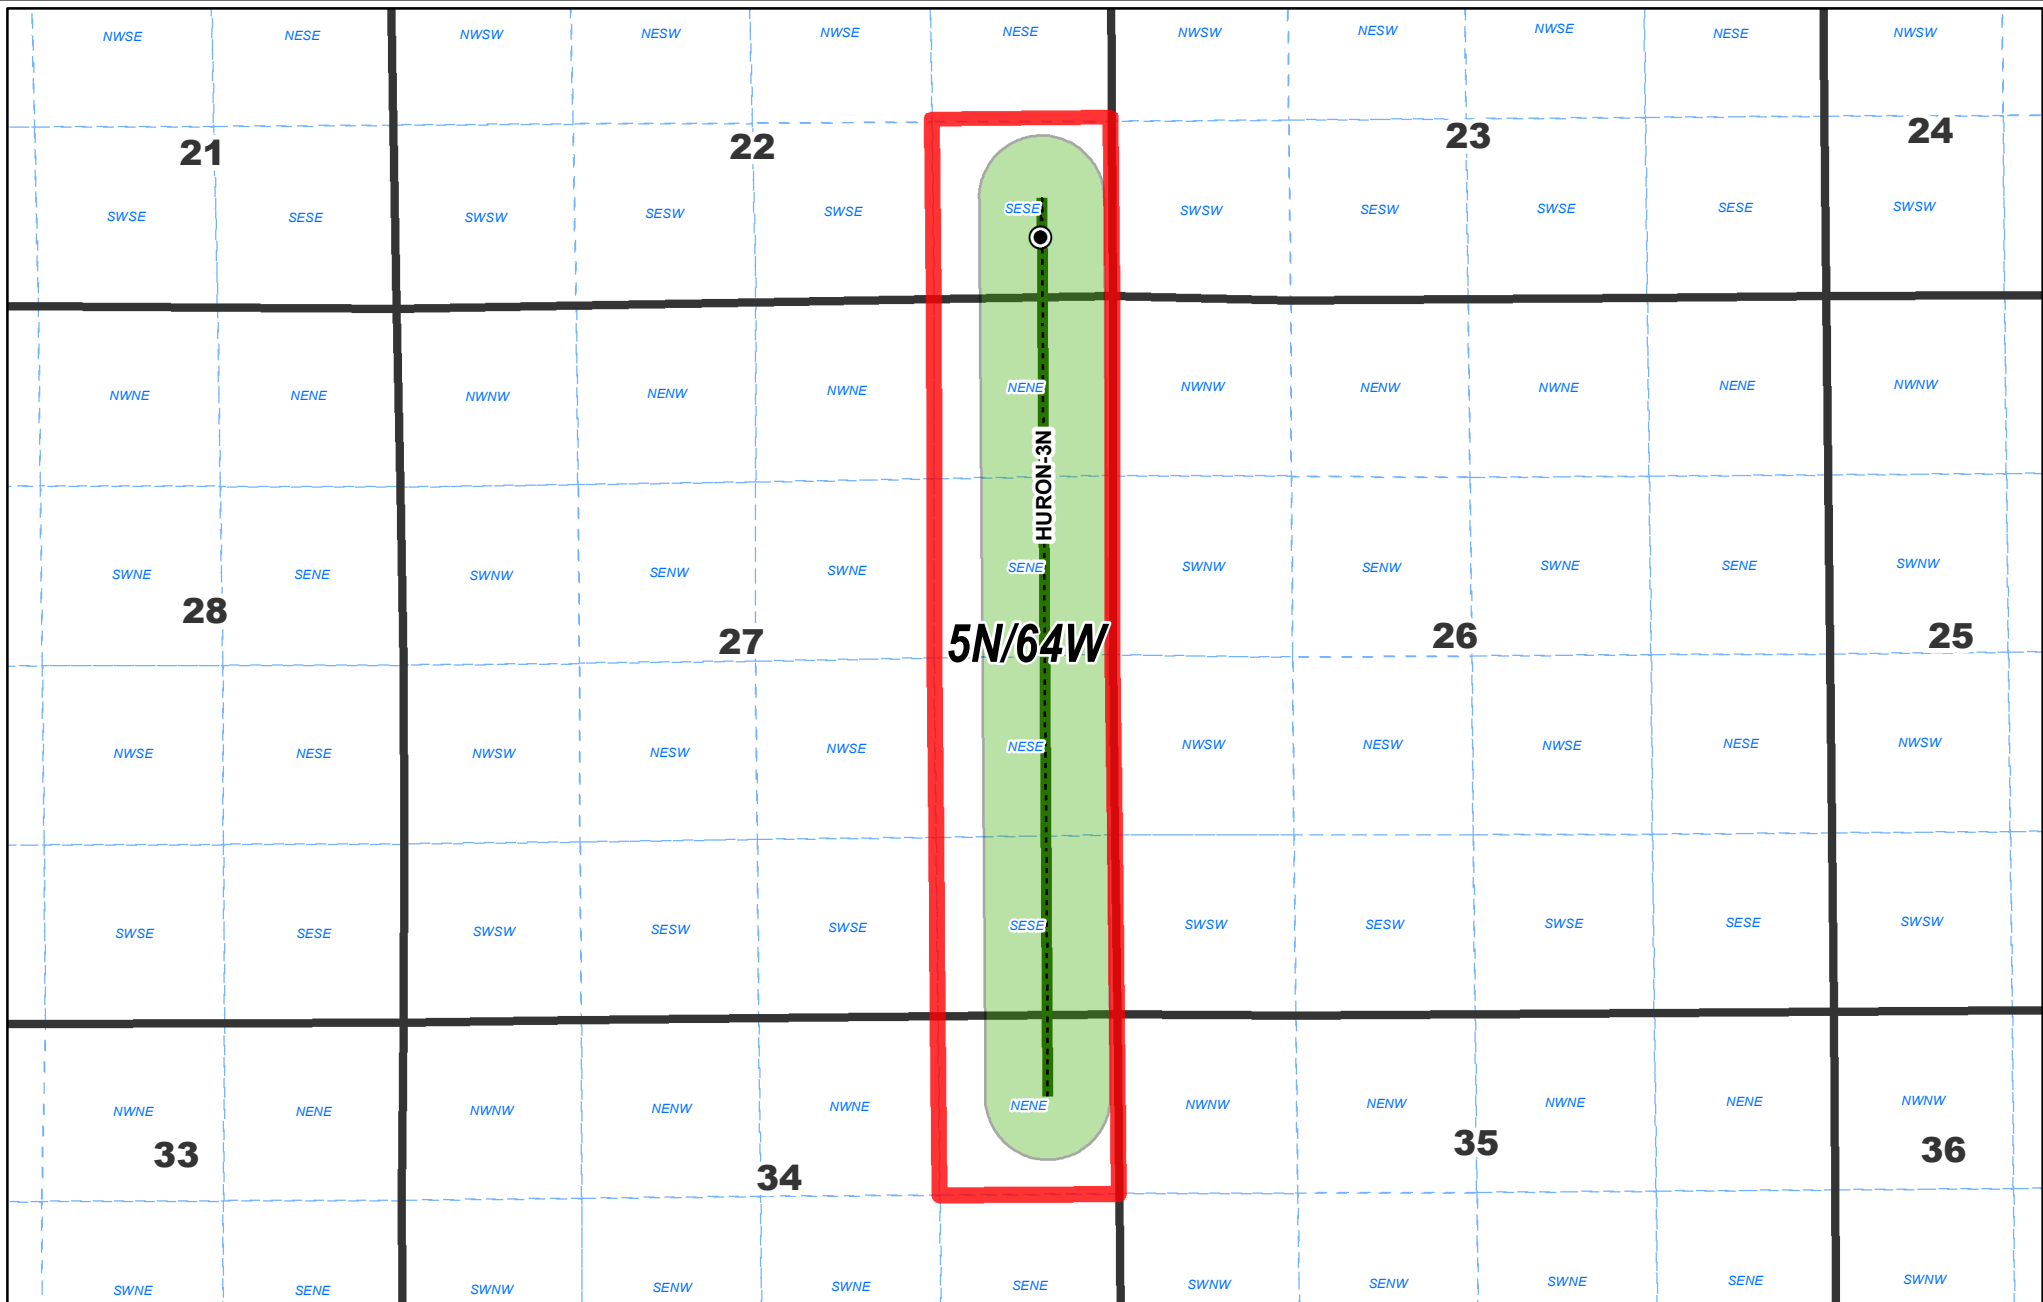 NWSE NESE NWSW NESW NWSE NESE NWSW NESW NWSE NESE NWSW
21 22 23 24
SWSE SESE SWSW SESW SWSE SESE SWSW SESW SWSE SESE SWSW
NWNE NENE NWNW NENW NWNE NENE NWNW NENW NWNE NENE NWNW
HURON-3N
SWNE SENE SWNW SENW SWNE SENE SWNW SENW SWNE SENE SWNW
28 27 5N/64W 26 25
NWSE NESE NWSW NESW NWSE NESE NWSW NESW NWSE NESE NWSW
SWSE SESE SWSW SESW SWSE SESE SWSW SESW SWSE SESE SWSW
NWNE NENE NWNW NENW NWNE NENE NWNW NENW NWNE NENE NWNW
33 34 35 36
SWNE SENE SWNW SENW SWNE SENE SWNW SENW SWNE SENE SWNW